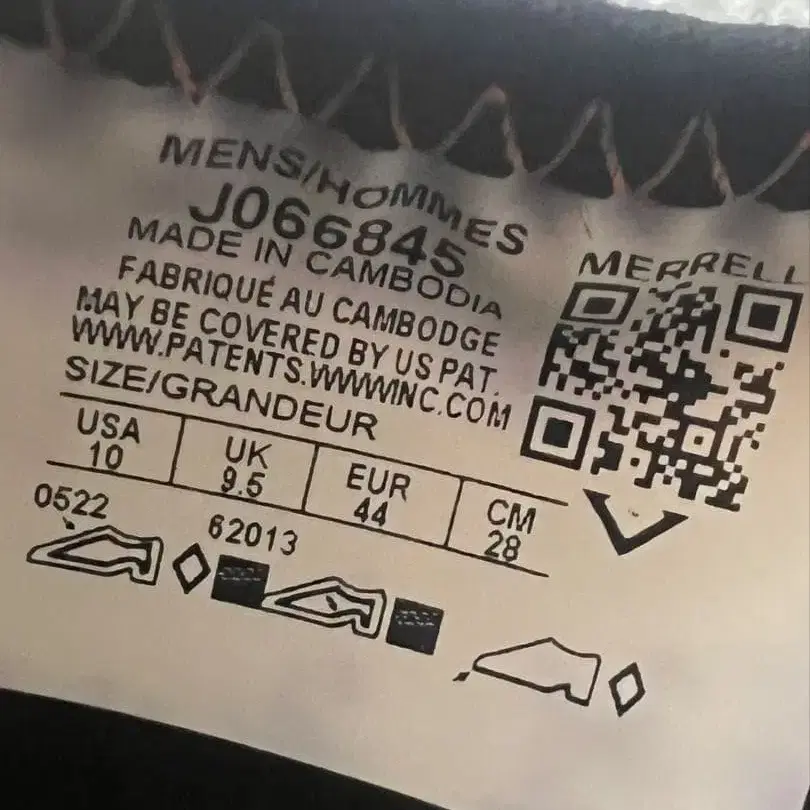 MENS/HOMMES
J066845
MADE IN CAMBODIA
FABRIQUÉ AU CAMBODGE
MAY BE COVERED BY US PAT.
WWW.PATENTS.WWWINC.COM
SIZE/GRANDEUR
USA UK EUR CM
10 9.5 44 28
0522 62013
MERRELL